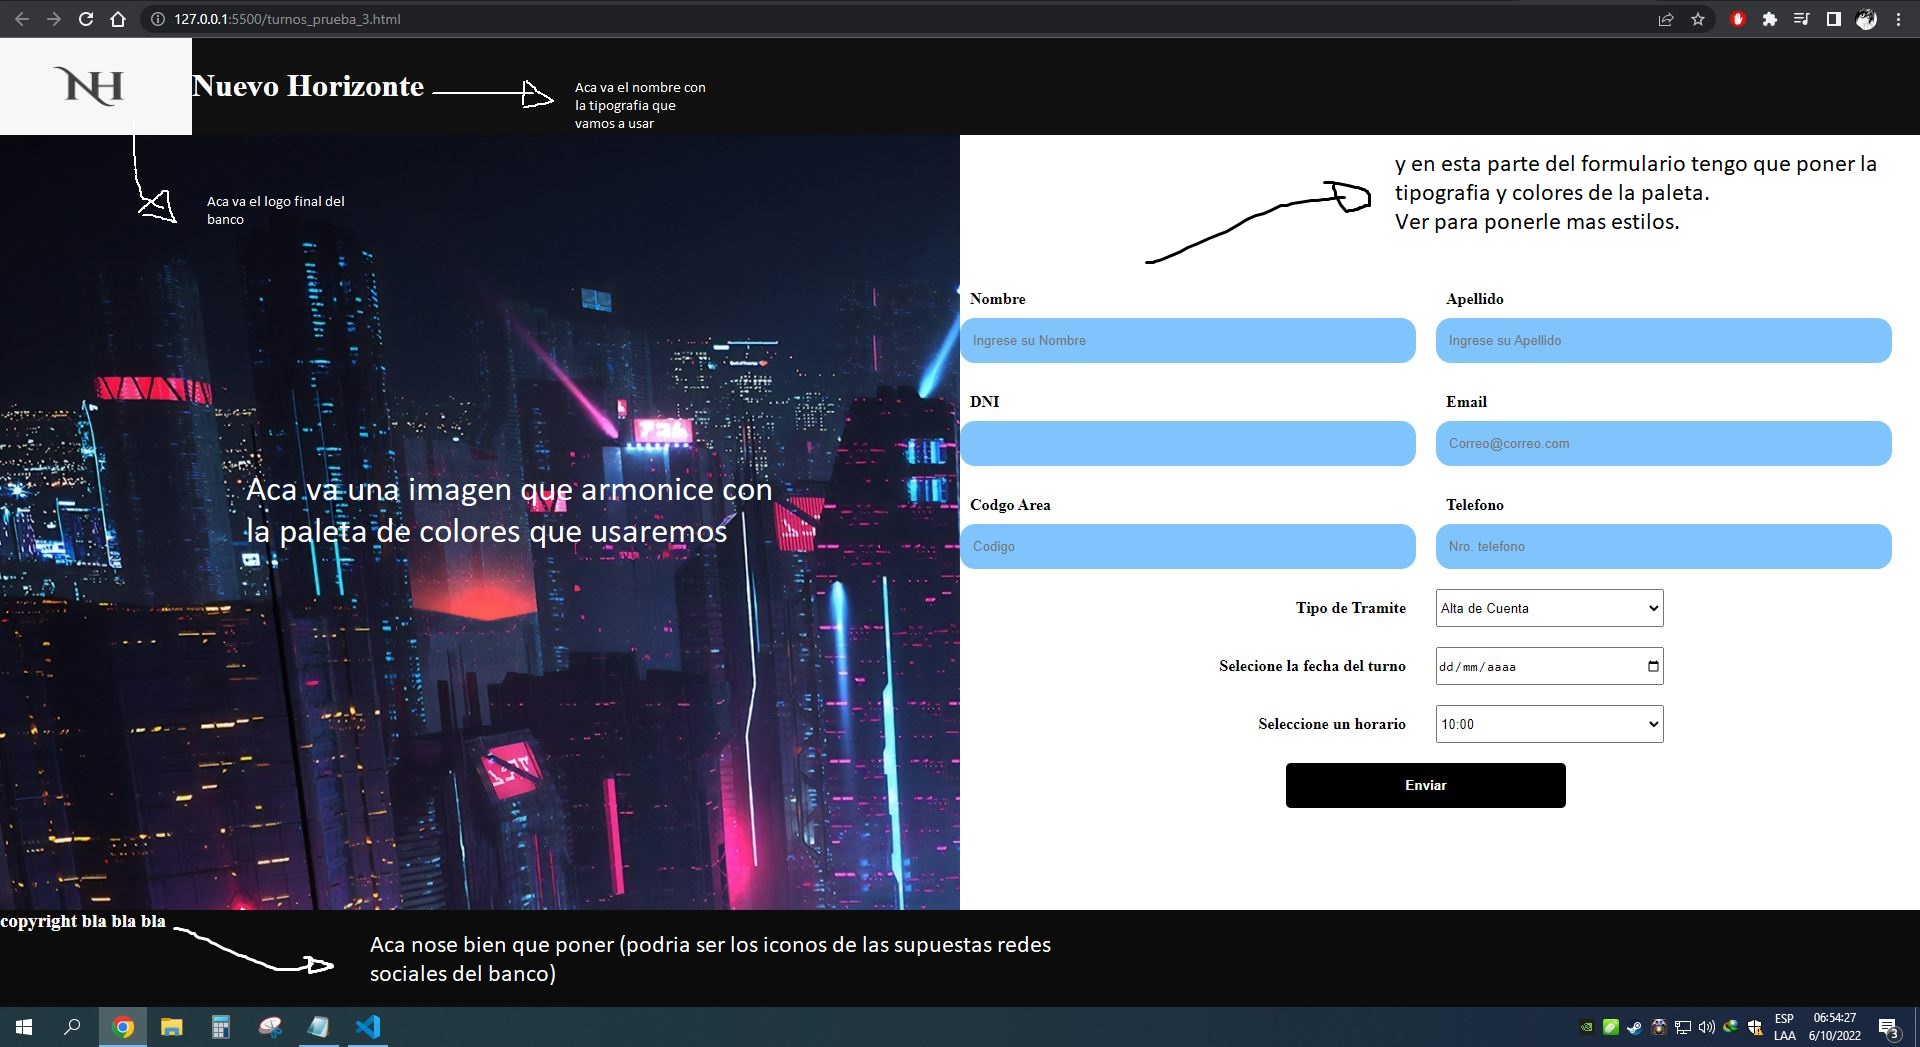 127.0.0.1:5500/turnos_prueba_3.html
NH
Nuevo Horizonte
Aca va el nombre con
la tipografia que
vamos a usar
Aca va el logo final del
banco
y en esta parte del formulario tengo que poner la
tipografia y colores de la paleta.
Ver para ponerle mas estilos.
Nombre Apellido
Ingrese su Nombre Ingrese su Apellido
DNI Email
Correo@correo.com
Codgo Area Telefono
Codigo Nro. telefono
Tipo de Tramite Alta de Cuenta
Selecione la fecha del turno dd/mm/aaaa
Seleccione un horario 10:00
Enviar
726
Aca va una imagen que armonice con
la paleta de colores que usaremos
copyright bla bla bla
Aca nose bien que poner (podria ser los iconos de las supuestas redes
sociales del banco)
ESP 06:54:27
LAA 6/10/2022
3